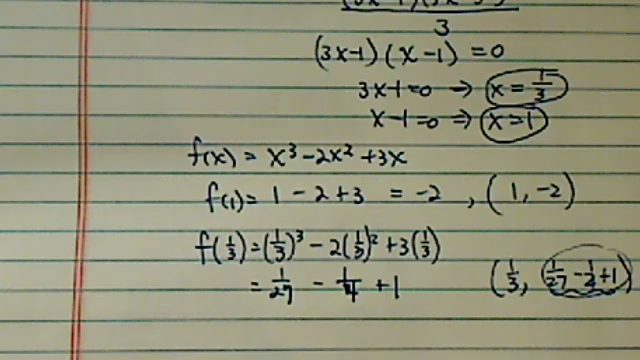 3
(3x-1)(x-1) = 0
3x-1=0 → x = 1/3
x-1=0 ⇒ x=1
f(x) = x³ - 2x² + 3x
f(1) = 1 - 2 + 3 = -2 , (1, -2)
f(1/3) = (1/3)³ - 2(1/3)² + 3(1/3)
= 1/27 - 1/4 + 1 (1/3, 1/27 - 1/2 + 1)